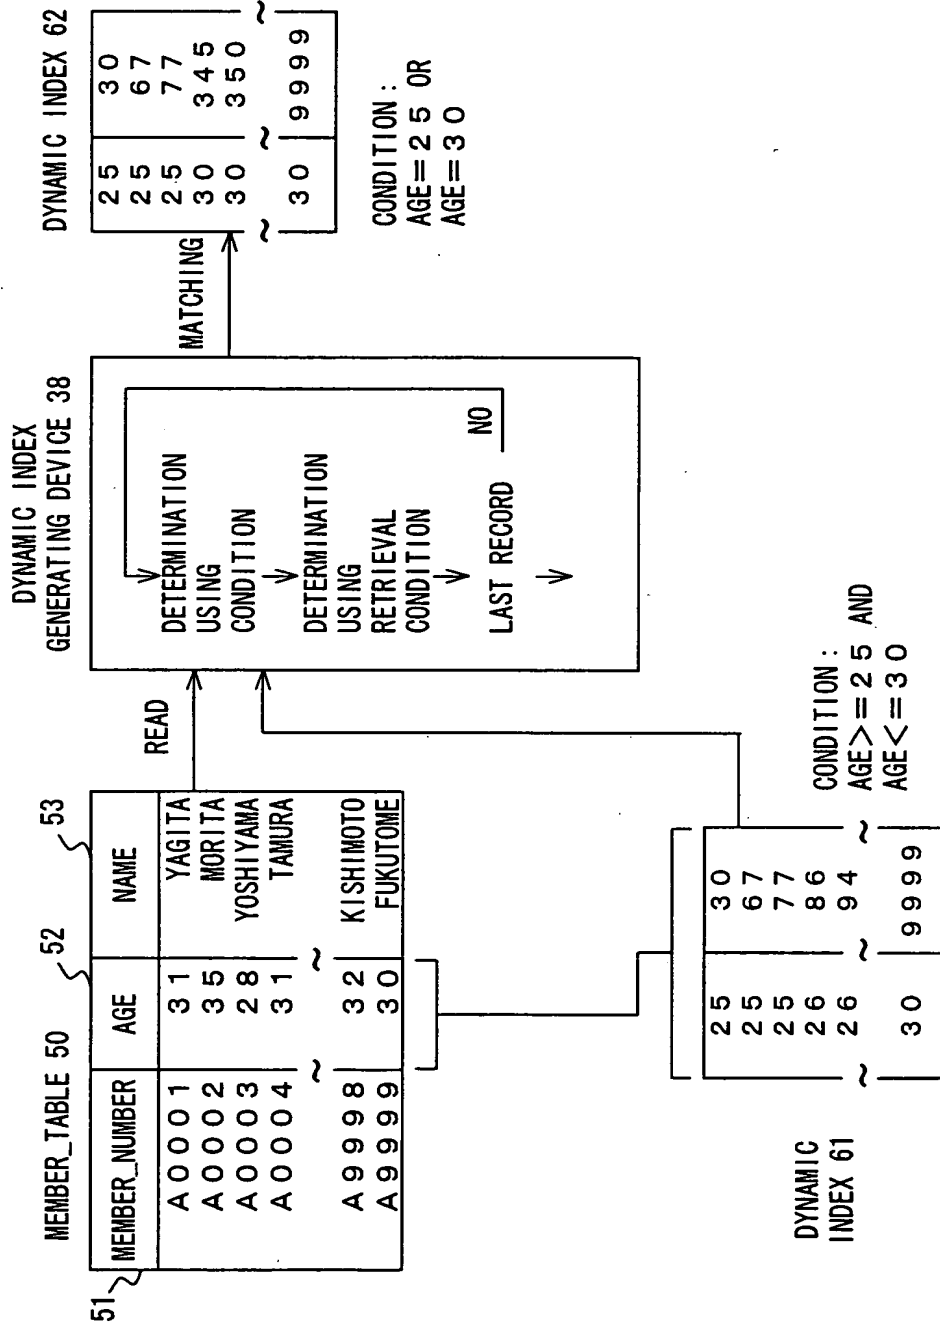 MEMBER_TABLE 50
51
52
53
MEMBER_NUMBER AGE NAME
A0001 31 YAGITA
A0002 35 MORITA
A0003 28 YOSHIYAMA
A0004 31 TAMURA
A9998 32 KISHIMOTO
A9999 30 FUKUTOME
READ
DYNAMIC INDEX
GENERATING DEVICE 38
DETERMINATION
USING
CONDITION
DETERMINATION
USING
RETRIEVAL
CONDITION
LAST RECORD
NO
MATCHING
DYNAMIC INDEX 62
25 30
25 67
25 77
30 345
30 350
30 9999
CONDITION:
AGE=25 OR
AGE=30
DYNAMIC
INDEX 61
25 30
25 67
25 77
26 86
26 94
30 9999
CONDITION:
AGE>=25 AND
AGE<=30